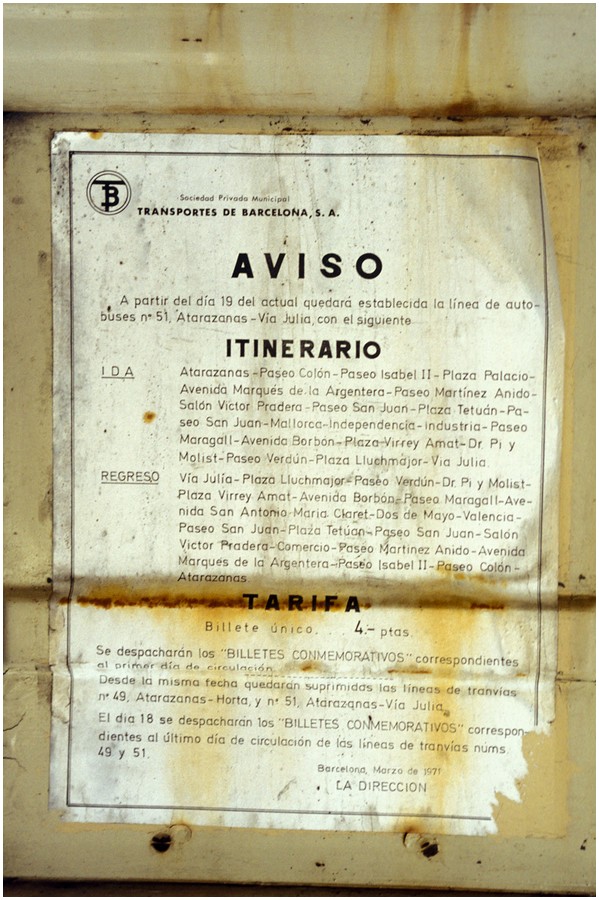 TB
Sociedad Privada Municipal
TRANSPORTES DE BARCELONA, S. A.
AVISO
A partir del día 19 del actual quedará establecida la línea de auto-
buses nº 51, Atarazanas-Vía Julia, con el siguiente
ITINERARIO
IDA
Atarazanas-Paseo Colón-Paseo Isabel II-Plaza Palacio-
Avenida Marqués de la Argentera-Paseo Martínez Anido-
Salón Victor Pradera-Paseo San Juan-Plaza Tetuán-Pa-
seo San Juan-Mallorca-Independencia-industria-Paseo
Maragall-Avenida Borbón-Plaza Virrey Amat-Dr. Pi y
Molist-Paseo Verdún-Plaza Lluchmajor-Via Julia.
REGRESO
Vía Julia-Plaza Lluchmajor-Paseo Verdún-Dr. Pi y Molist-
Plaza Virrey Amat-Avenida Borbón-Paseo Maragall-Ave-
nida San Antonio Maria Claret-Dos de Mayo-Valencia-
Paseo San Juan-Plaza Tetuán-Paseo San Juan-Salón
Victor Pradera-Comercio-Paseo Martinez Anido-Avenida
Marqués de la Argentera-Paseo Isabel II-Paseo Colón-
Atarazanas.
TARIFA
Billete único. 4.- ptas.
Se despacharán los "BILLETES CONMEMORATIVOS" correspondientes
al primer día de circulación.
Desde la misma fecha quedarán suprimidas las líneas de tranvías
nº 49, Atarazanas-Horta, y nº 51, Atarazanas-Vía Julia.
El dia 18 se despacharán los "BILLETES CONMEMORATIVOS" correspon-
dientes al último día de circulación de las líneas de tranvías nums.
49 y 51.
Barcelona, Marzo de 1971
LA DIRECCION